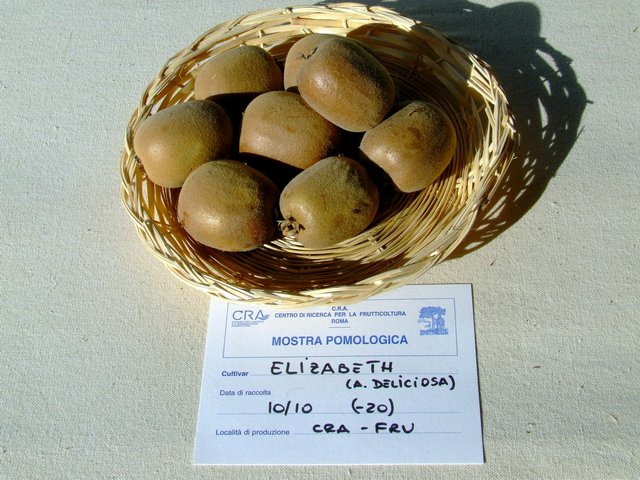 CRA
C.R.A.
CENTRO DI RICERCA PER LA FRUTTICOLTURA
ROMA
MOSTRA POMOLOGICA
Cultivar ELIZABETH
(A. DELICIOSA)
Data di raccolta
10/10 (-20)
Località di produzione CRA - FRU